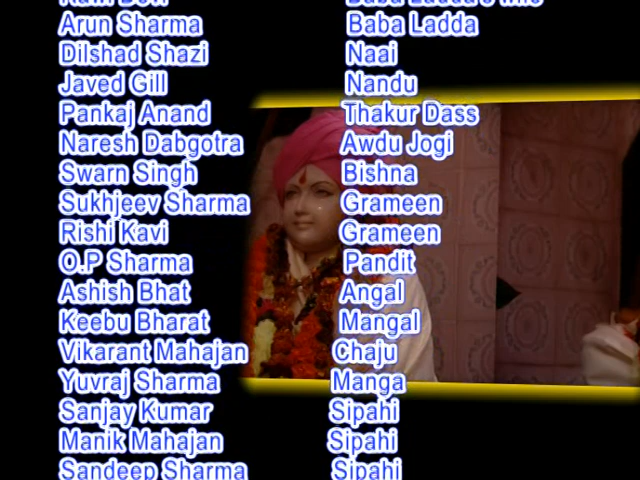 Arun Sharma Baba Ladda
Dilshad Shazi Naai
Javed Gill Nandu
Pankaj Anand Thakur Dass
Naresh Dabgotra Awdu Jogi
Swarn Singh Bishna
Sukhjeev Sharma Grameen
Rishi Kavi Grameen
O.P Sharma Pandit
Ashish Bhat Angal
Keebu Bharat Mangal
Vikarant Mahajan Chaju
Yuvraj Sharma Manga
Sanjay Kumar Sipahi
Manik Mahajan Sipahi
Sandeep Sharma Sipahi